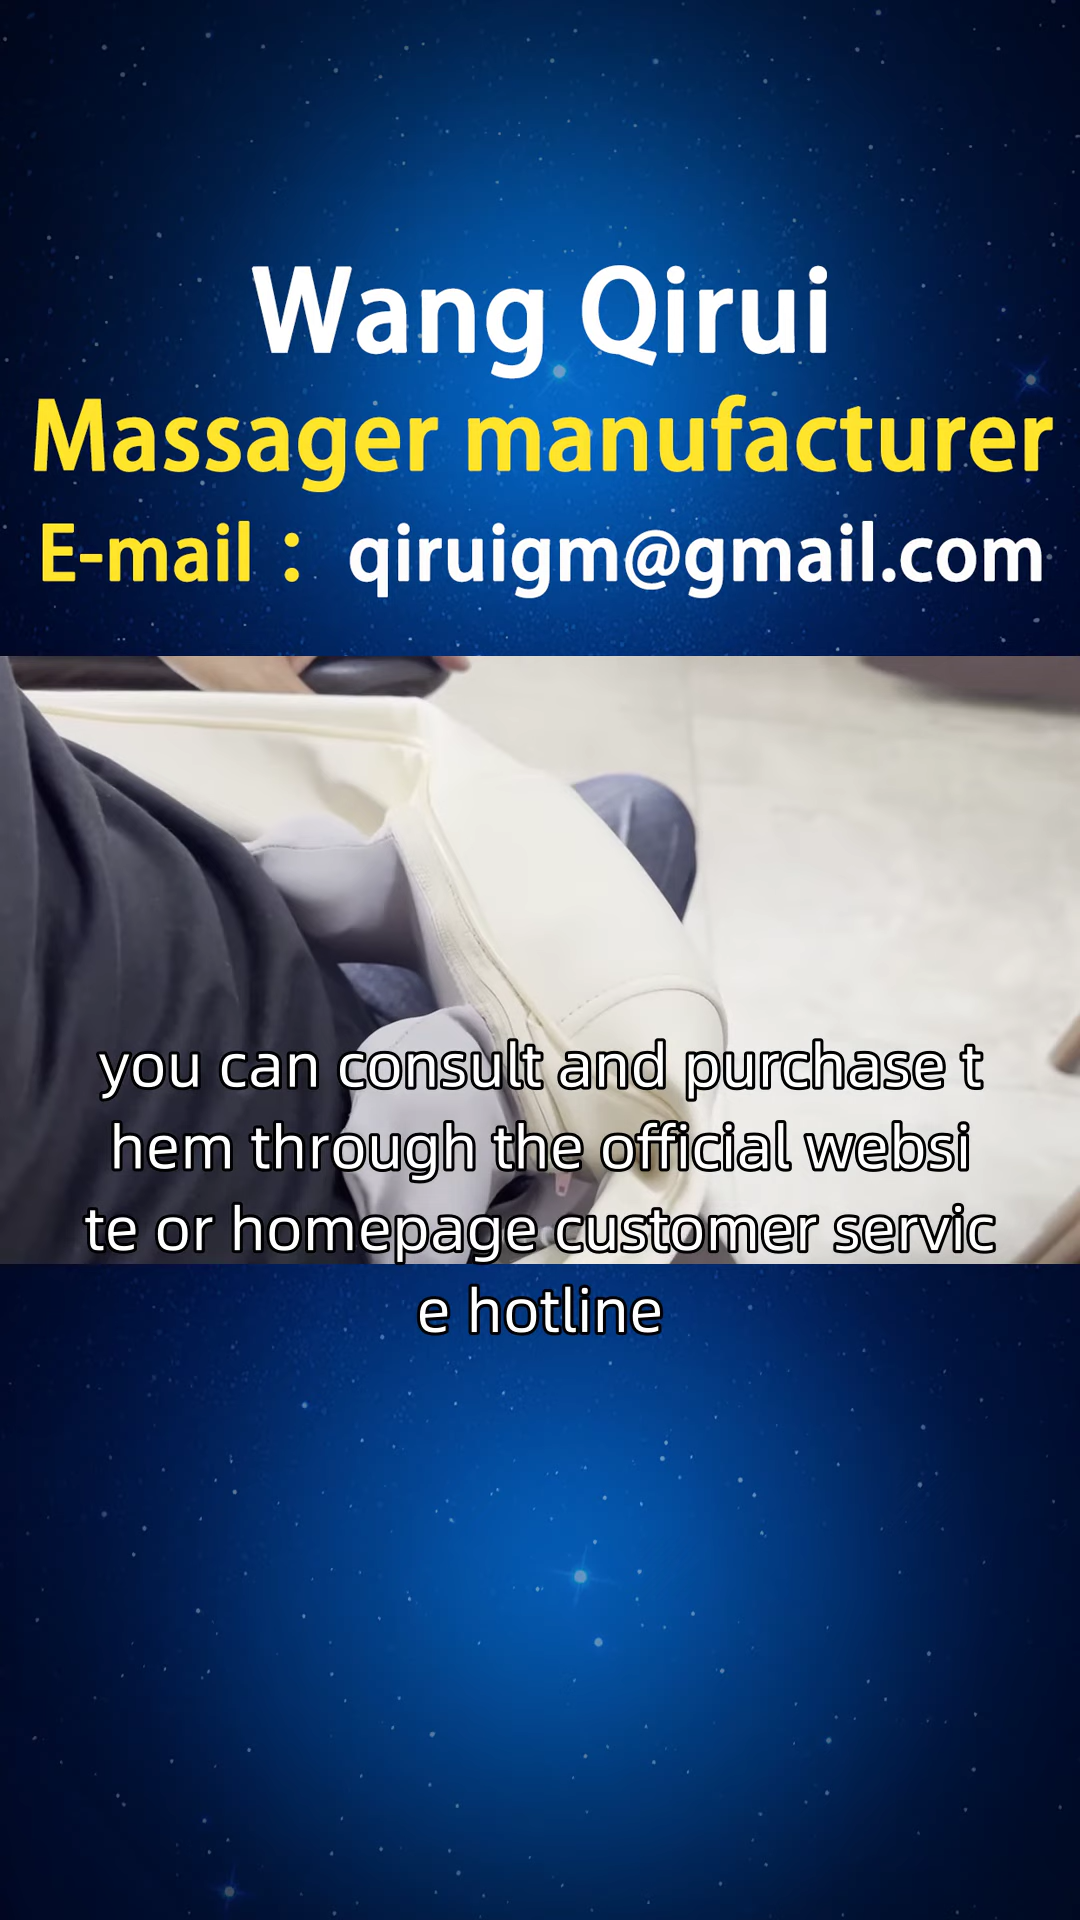 Wang Qirui
Massager manufacturer
E-mail： qiruigm@gmail.com
you can consult and purchase t
hem through the official websi
te or homepage customer servic
e hotline